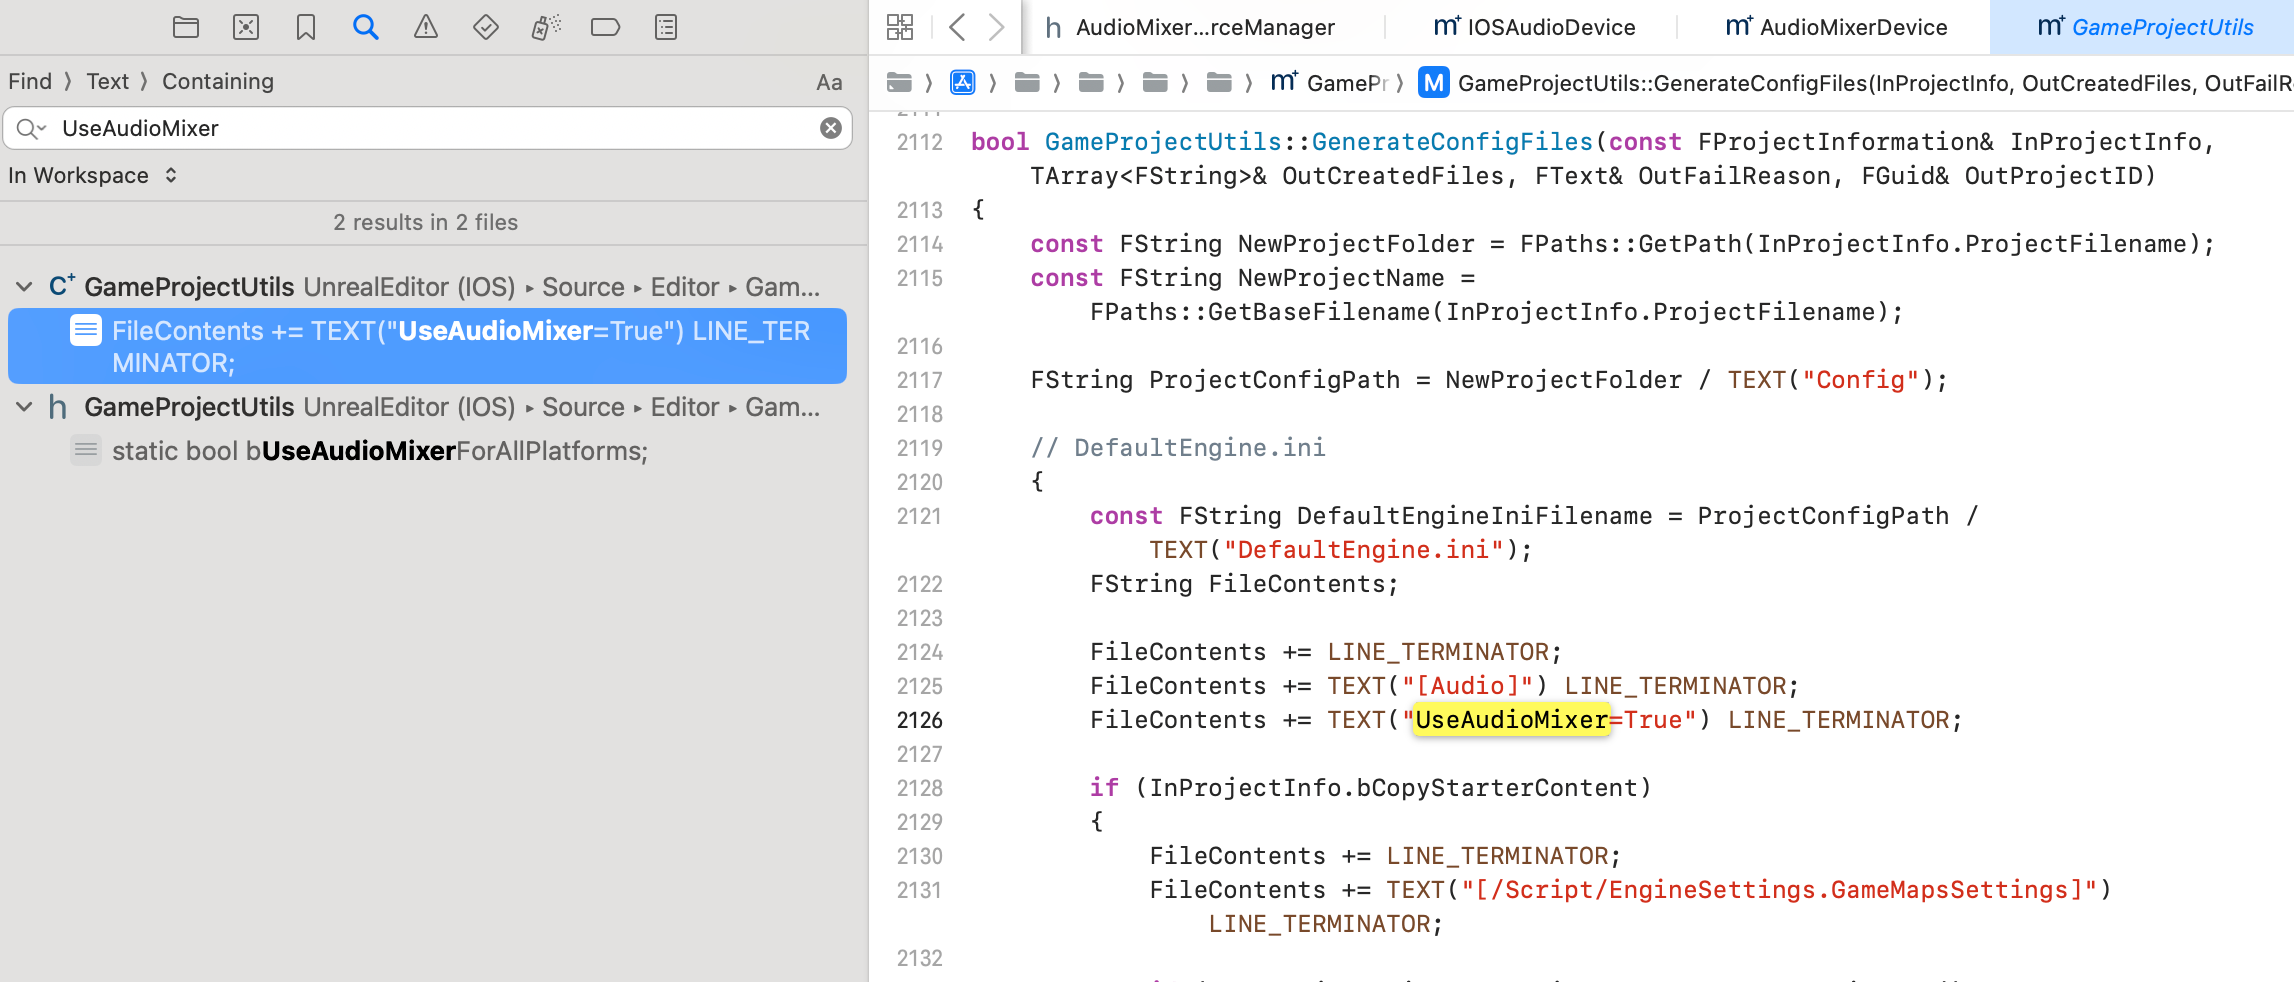 AudioMixer...rceManager
IOSAudioDevice
AudioMixerDevice
GameProjectUtils
Find 〉 Text 〉 Containing
Aa
UseAudioMixer
In Workspace
2 results in 2 files
GameProjectUtils UnrealEditor (IOS) ▸ Source ▸ Editor ▸ Gam...
FileContents += TEXT("UseAudioMixer=True") LINE_TER
MINATOR;
GameProjectUtils UnrealEditor (IOS) ▸ Source ▸ Editor ▸ Gam...
static bool bUseAudioMixerForAllPlatforms;
GamePr 〉 M GameProjectUtils::GenerateConfigFiles(InProjectInfo, OutCreatedFiles, OutFailR
2112 bool GameProjectUtils::GenerateConfigFiles(const FProjectInformation& InProjectInfo,
TArray<FString>& OutCreatedFiles, FText& OutFailReason, FGuid& OutProjectID)
2113 {
2114 const FString NewProjectFolder = FPaths::GetPath(InProjectInfo.ProjectFilename);
2115 const FString NewProjectName =
FPaths::GetBaseFilename(InProjectInfo.ProjectFilename);
2116
2117 FString ProjectConfigPath = NewProjectFolder / TEXT("Config");
2118
2119 // DefaultEngine.ini
2120 {
2121 const FString DefaultEngineIniFilename = ProjectConfigPath /
TEXT("DefaultEngine.ini");
2122 FString FileContents;
2123
2124 FileContents += LINE_TERMINATOR;
2125 FileContents += TEXT("[Audio]") LINE_TERMINATOR;
2126 FileContents += TEXT("UseAudioMixer=True") LINE_TERMINATOR;
2127
2128 if (InProjectInfo.bCopyStarterContent)
2129 {
2130 FileContents += LINE_TERMINATOR;
2131 FileContents += TEXT("[/Script/EngineSettings.GameMapsSettings]")
LINE_TERMINATOR;
2132